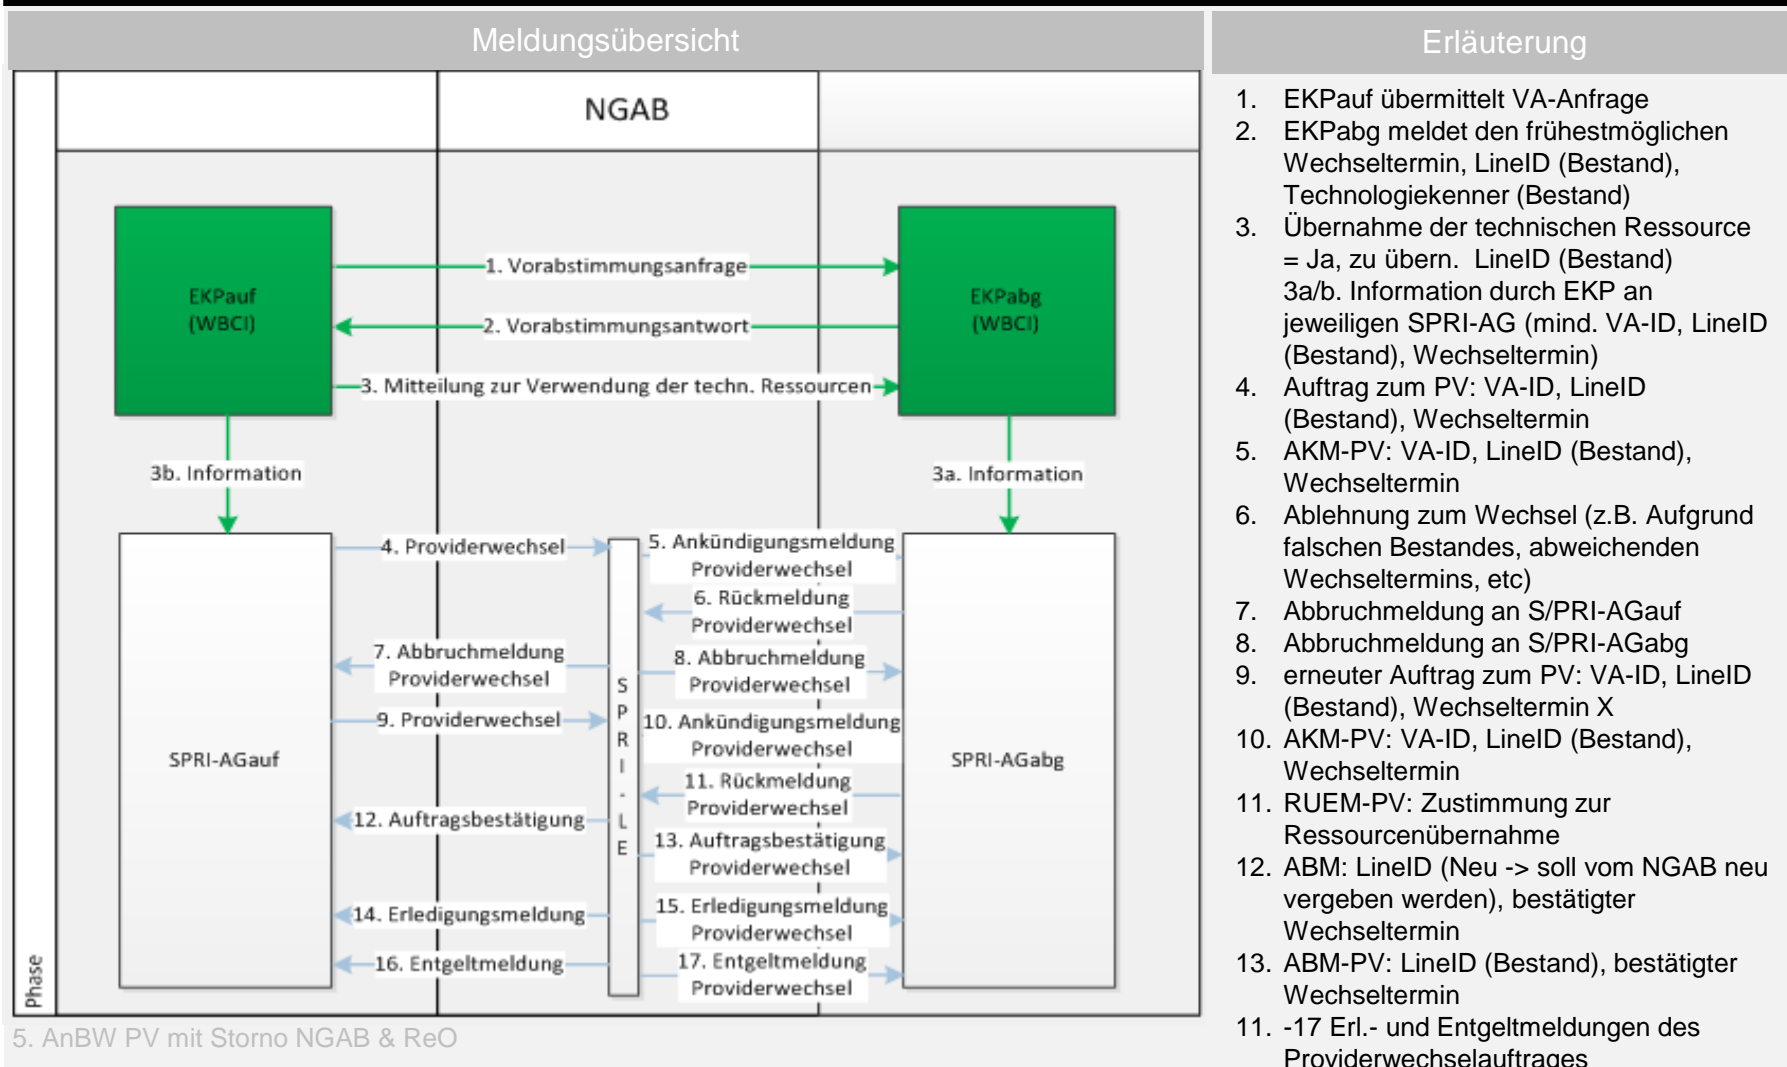 Meldungsübersicht
Erläuterung
NGAB
EKPauf
(WBCI)
EKPabg
(WBCI)
1. Vorabstimmungsanfrage
2. Vorabstimmungsantwort
3. Mitteilung zur Verwendung der techn. Ressourcen
3b. Information
3a. Information
SPRI-AGauf
SPRI-LE
SPRI-AGabg
4. Providerwechsel
5. Ankündigungsmeldung
Providerwechsel
6. Rückmeldung
Providerwechsel
7. Abbruchmeldung
Providerwechsel
8. Abbruchmeldung
Providerwechsel
9. Providerwechsel
10. Ankündigungsmeldung
Providerwechsel
11. Rückmeldung
Providerwechsel
12. Auftragsbestätigung
13. Auftragsbestätigung
Providerwechsel
14. Erledigungsmeldung
15. Erledigungsmeldung
Providerwechsel
16. Entgeltmeldung
17. Entgeltmeldung
Providerwechsel
Phase
5. AnBW PV mit Storno NGAB & ReO
1. EKPauf übermittelt VA-Anfrage
2. EKPabg meldet den frühestmöglichen
Wechseltermin, LineID (Bestand),
Technologiekenner (Bestand)
3. Übernahme der technischen Ressource
= Ja, zu übern. LineID (Bestand)
3a/b. Information durch EKP an
jeweiligen SPRI-AG (mind. VA-ID, LineID
(Bestand), Wechseltermin)
4. Auftrag zum PV: VA-ID, LineID
(Bestand), Wechseltermin
5. AKM-PV: VA-ID, LineID (Bestand),
Wechseltermin
6. Ablehnung zum Wechsel (z.B. Aufgrund
falschen Bestandes, abweichenden
Wechseltermins, etc)
7. Abbruchmeldung an S/PRI-AGauf
8. Abbruchmeldung an S/PRI-AGabg
9. erneuter Auftrag zum PV: VA-ID, LineID
(Bestand), Wechseltermin X
10. AKM-PV: VA-ID, LineID (Bestand),
Wechseltermin
11. RUEM-PV: Zustimmung zur
Ressourcenübernahme
12. ABM: LineID (Neu -> soll vom NGAB neu
vergeben werden), bestätigter
Wechseltermin
13. ABM-PV: LineID (Bestand), bestätigter
Wechseltermin
11. -17 Erl.- und Entgeltmeldungen des
Providerwechselauftrages